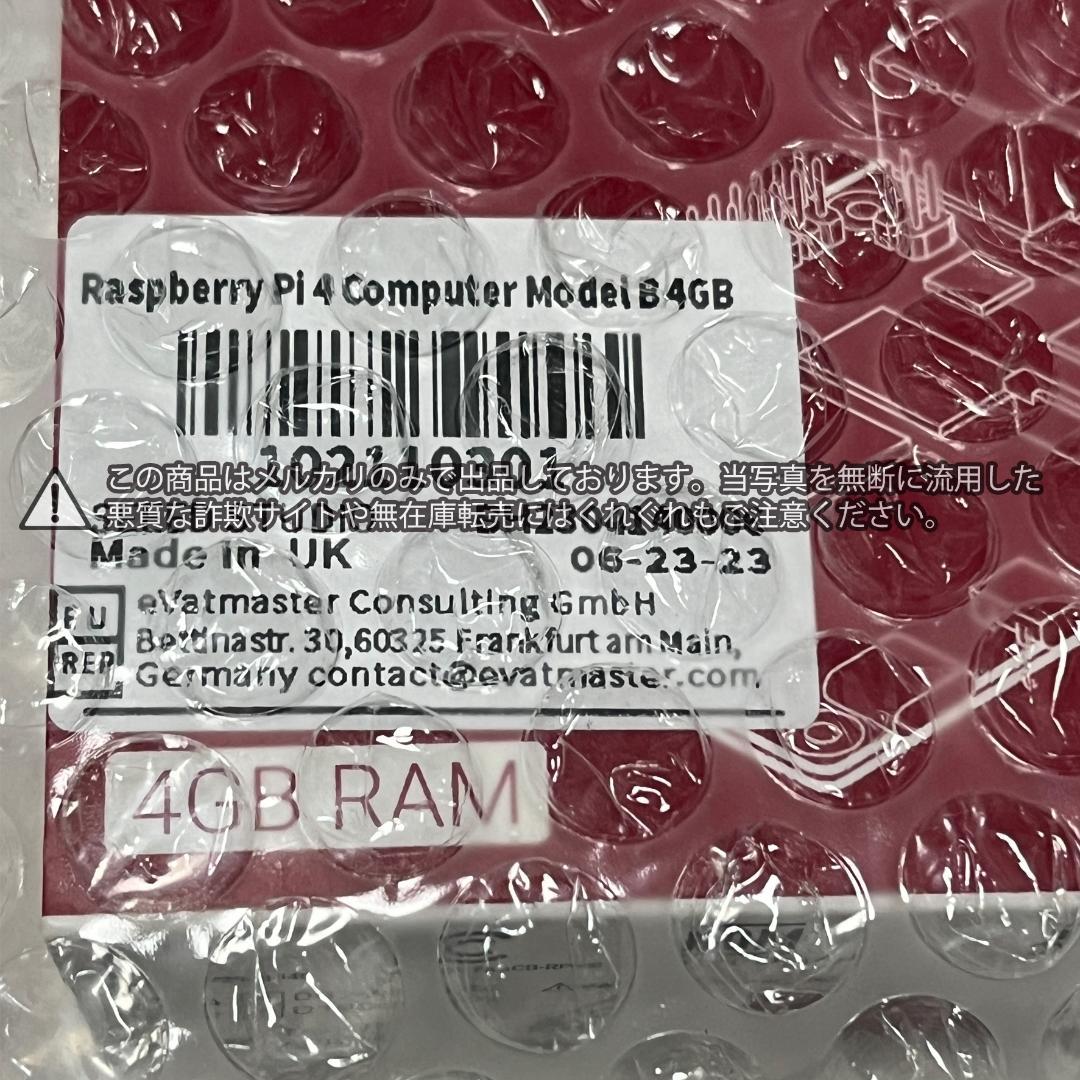 Raspberry Pi 4 Computer Model B 4GB
102110301
この商品はメルカリのみで出品しております。当写真を無断に流用した
悪質な詐欺サイトや無在庫転売にはくれぐれもご注意ください。
Made in UK 06-23-23
EU
REP
eVatmaster Consulting GmbH
Bettinastr. 30,60325 Frankfurt am Main,
Germany contact@evatmaster.com
4GB RAM